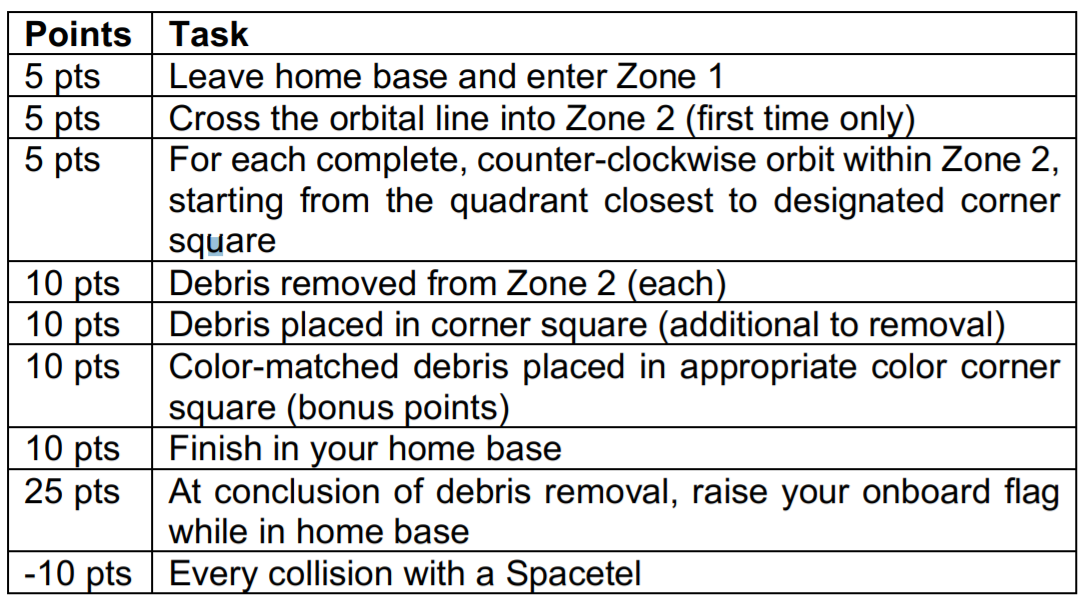 Points Task
5 pts Leave home base and enter Zone 1
5 pts Cross the orbital line into Zone 2 (first time only)
5 pts For each complete, counter-clockwise orbit within Zone 2,
starting from the quadrant closest to designated corner
square
10 pts Debris removed from Zone 2 (each)
10 pts Debris placed in corner square (additional to removal)
10 pts Color-matched debris placed in appropriate color corner
square (bonus points)
10 pts Finish in your home base
25 pts At conclusion of debris removal, raise your onboard flag
while in home base
-10 pts Every collision with a Spacetel